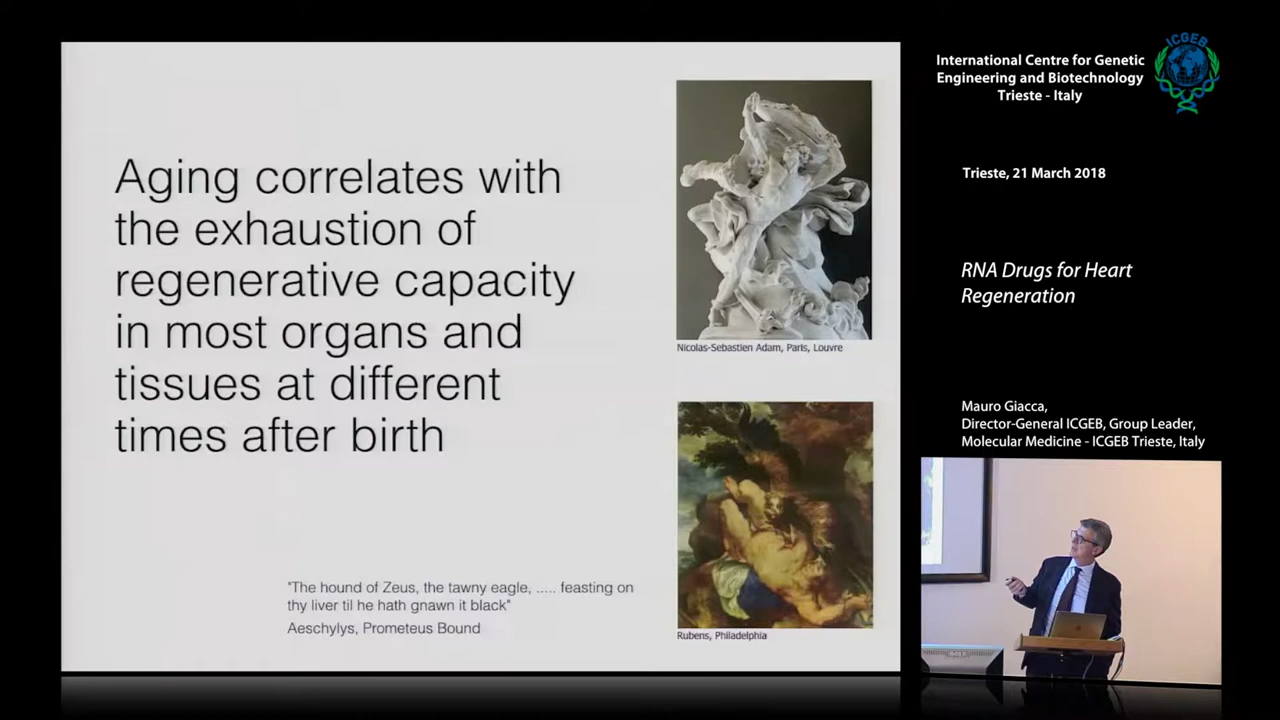 Aging correlates with
the exhaustion of
regenerative capacity
in most organs and
tissues at different
times after birth
"The hound of Zeus, the tawny eagle, ..... feasting on
thy liver til he hath gnawn it black"
Aeschylys, Prometeus Bound
Nicolas-Sebastien Adam, Paris, Louvre
Rubens, Philadelphia
International Centre for Genetic
Engineering and Biotechnology
Trieste - Italy
ICGEB
Trieste, 21 March 2018
RNA Drugs for Heart
Regeneration
Mauro Giacca,
Director-General ICGEB, Group Leader,
Molecular Medicine - ICGEB Trieste, Italy